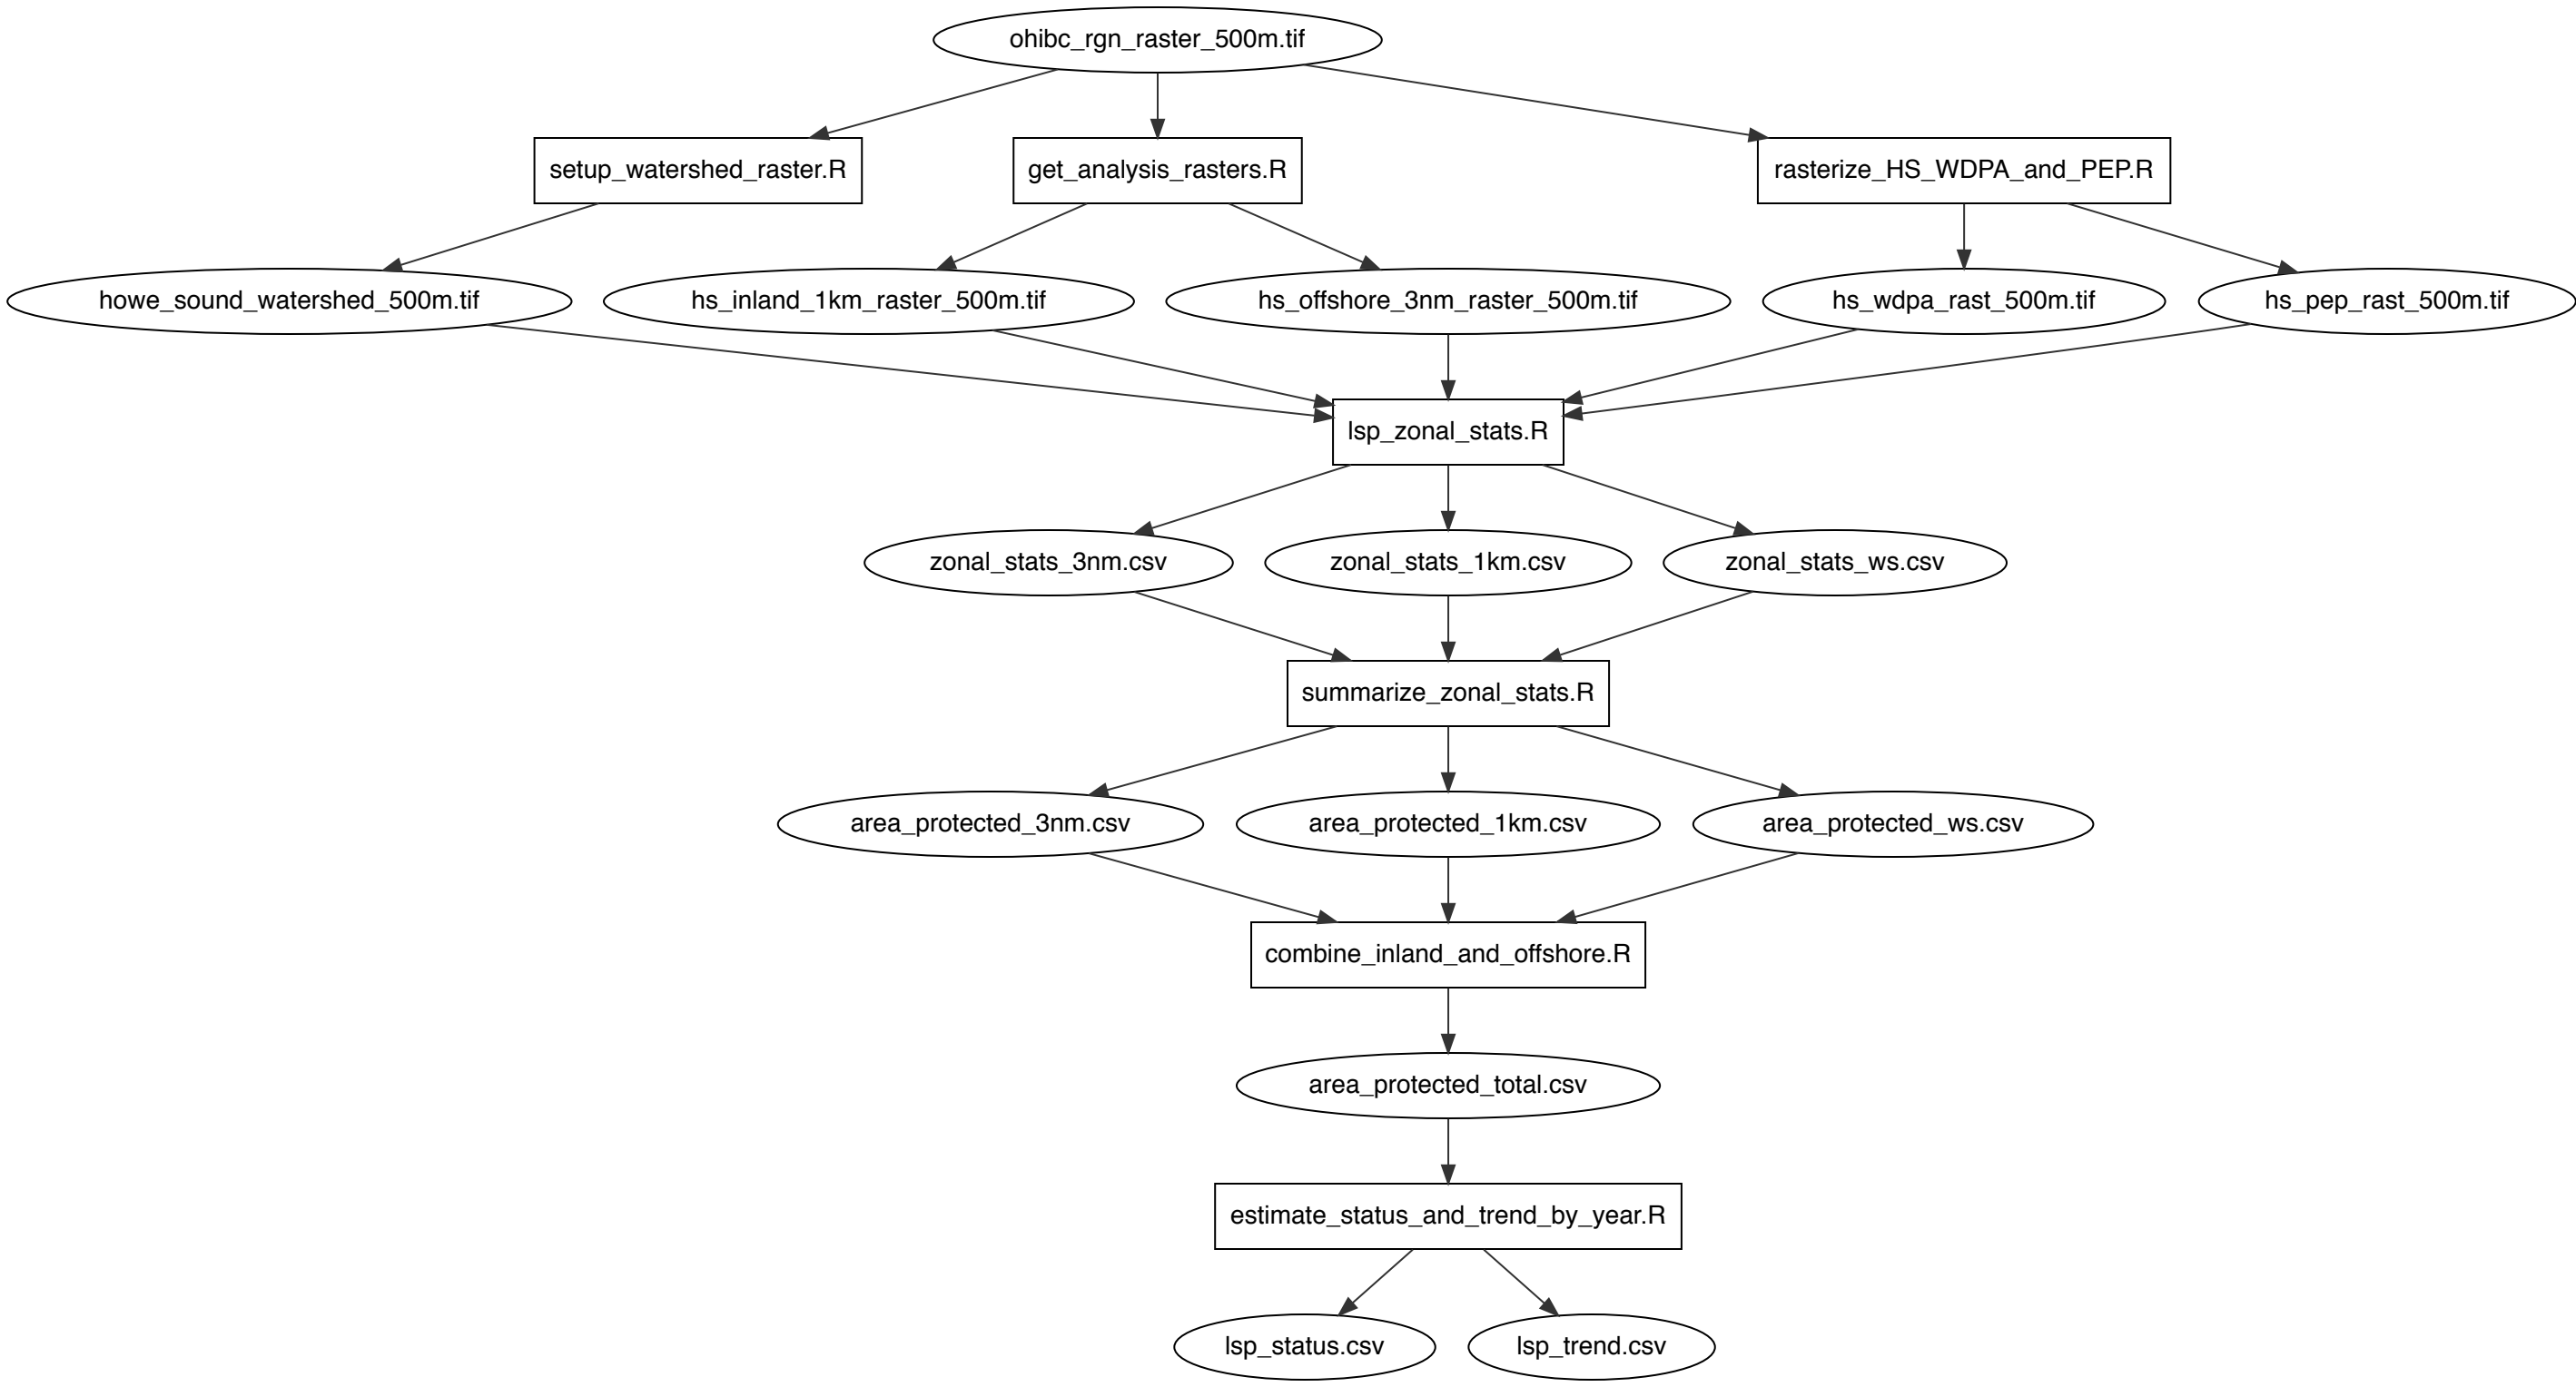 ohibc_rgn_raster_500m.tif
setup_watershed_raster.R
get_analysis_rasters.R
rasterize_HS_WDPA_and_PEP.R
howe_sound_watershed_500m.tif
hs_inland_1km_raster_500m.tif
hs_offshore_3nm_raster_500m.tif
hs_wdpa_rast_500m.tif
hs_pep_rast_500m.tif
lsp_zonal_stats.R
zonal_stats_3nm.csv
zonal_stats_1km.csv
zonal_stats_ws.csv
summarize_zonal_stats.R
area_protected_3nm.csv
area_protected_1km.csv
area_protected_ws.csv
combine_inland_and_offshore.R
area_protected_total.csv
estimate_status_and_trend_by_year.R
lsp_status.csv
lsp_trend.csv